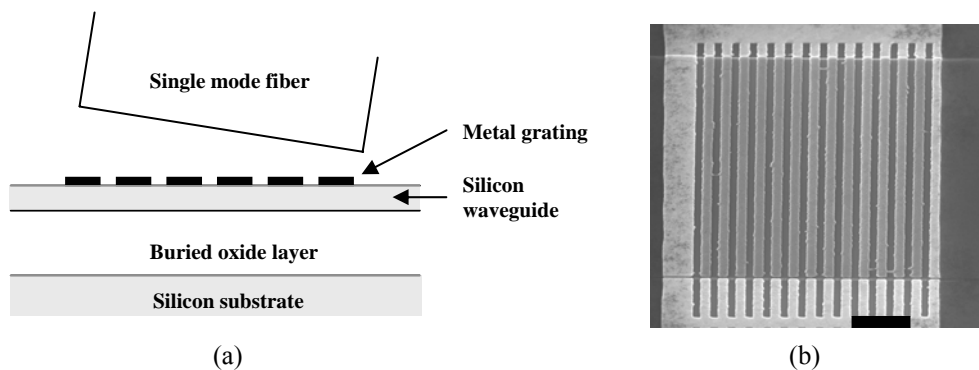 Single mode fiber
Metal grating
Silicon
waveguide
Buried oxide layer
Silicon substrate
(a)
(b)